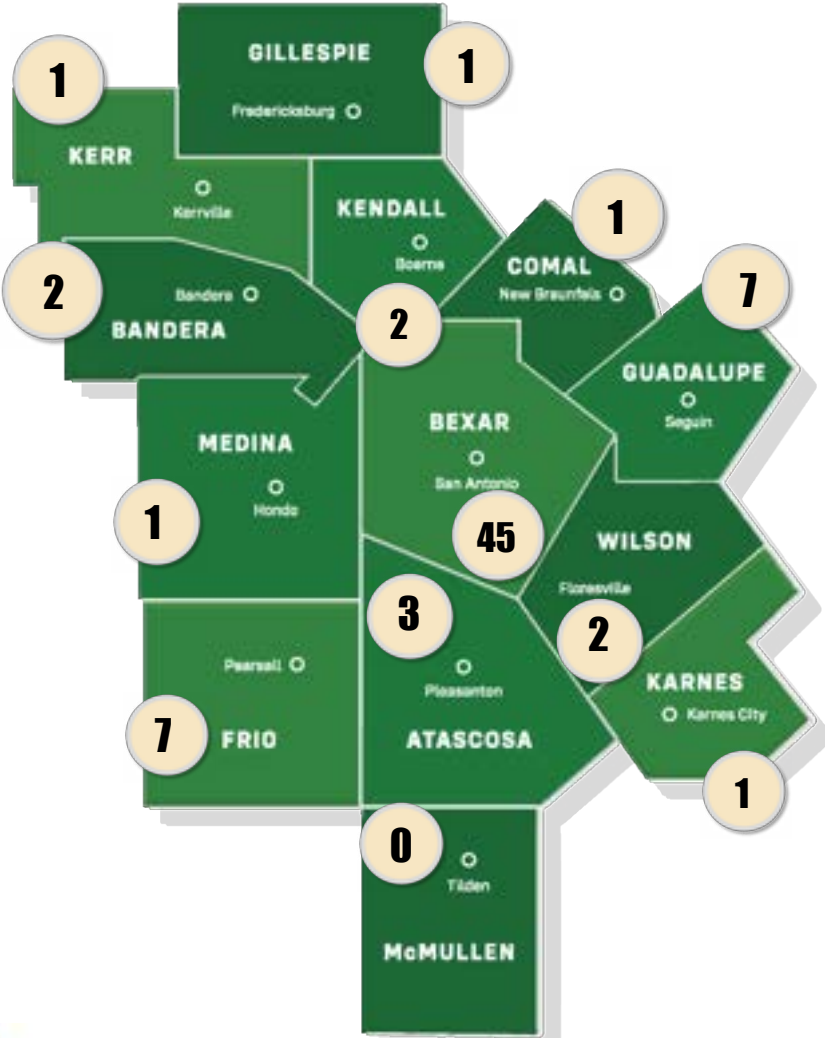 GILLESPIE
1
1
Fredericksburg
KERR
Kerrville
KENDALL
Boerne
1
COMAL
New Braunfels
2
Bandera
BANDERA
2
7
GUADALUPE
Seguin
MEDINA
Hondo
1
BEXAR
San Antonio
45
WILSON
Floresville
2
3
Pleasanton
ATASCOSA
KARNES
Karnes City
1
Pearsall
7
FRIO
0
Tilden
McMULLEN